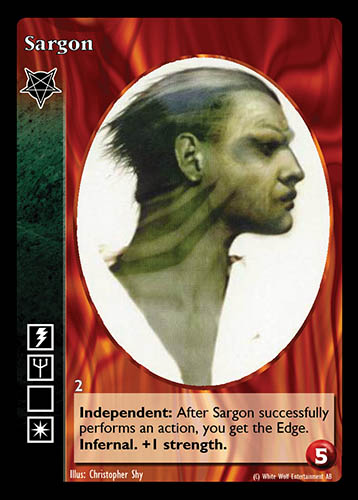 Sargon
2
Independent: After Sargon successfully
performs an action, you get the Edge.
Infernal. +1 strength.
5
Illus: Christopher Shy
(C) White Wolf Entertainment AB